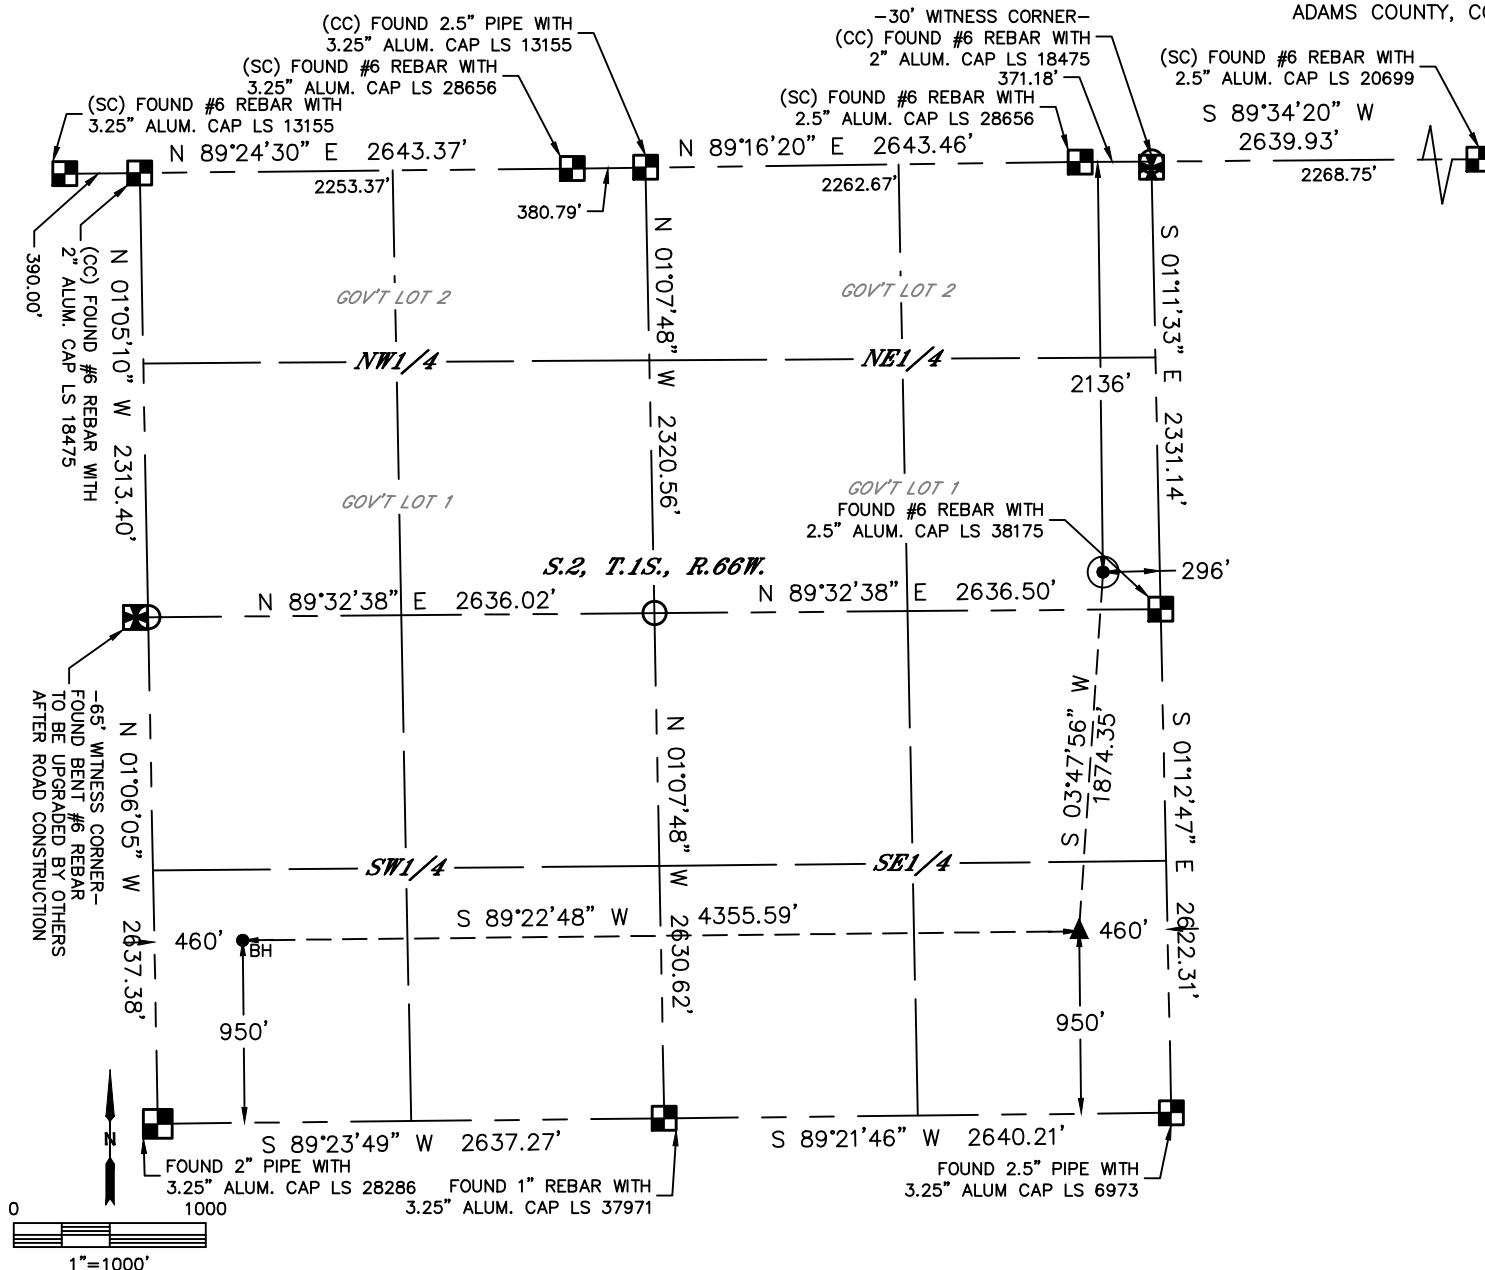 ADAMS COUNTY, CO
(CC) FOUND 2.5" PIPE WITH
3.25" ALUM. CAP LS 13155
-30' WITNESS CORNER-
(CC) FOUND #6 REBAR WITH
2" ALUM. CAP LS 18475
371.18'
(SC) FOUND #6 REBAR WITH
2.5" ALUM. CAP LS 20699
(SC) FOUND #6 REBAR WITH
3.25" ALUM. CAP LS 28656
(SC) FOUND #6 REBAR WITH
3.25" ALUM. CAP LS 13155
(SC) FOUND #6 REBAR WITH
2.5" ALUM. CAP LS 28656
S 89°34'20" W
2639.93'
2268.75'
N 89°24'30" E 2643.37'
2253.37'
380.79'
N 89°16'20" E 2643.46'
2262.67'
390.00'
(CC) FOUND #6 REBAR WITH
2" ALUM. CAP LS 18475
N 01°05'10" W 2313.40'
N 01°07'48" W 2320.56'
S 01°11'33" E 2331.14'
GOV'T LOT 2
GOV'T LOT 2
NW1/4
NE1/4
2136'
GOV'T LOT 1
GOV'T LOT 1
FOUND #6 REBAR WITH
2.5" ALUM. CAP LS 38175
S.2, T.1S., R.66W.
296'
N 89°32'38" E 2636.02'
N 89°32'38" E 2636.50'
-65' WITNESS CORNER-
FOUND BENT #6 REBAR
TO BE UPGRADED BY OTHERS
AFTER ROAD CONSTRUCTION
N 01°06'05" W 2637.38'
N 01°07'48" W 2630.62'
S 03°47'56" W
1874.35'
S 01°12'47" E 2622.31'
SW1/4
SE1/4
S 89°22'48" W 4355.59'
460'
BH
460'
950'
950'
N
S 89°23'49" W 2637.27'
S 89°21'46" W 2640.21'
FOUND 2" PIPE WITH
3.25" ALUM. CAP LS 28286
FOUND 1" REBAR WITH
3.25" ALUM. CAP LS 37971
FOUND 2.5" PIPE WITH
3.25" ALUM CAP LS 6973
0 1000
1"=1000'